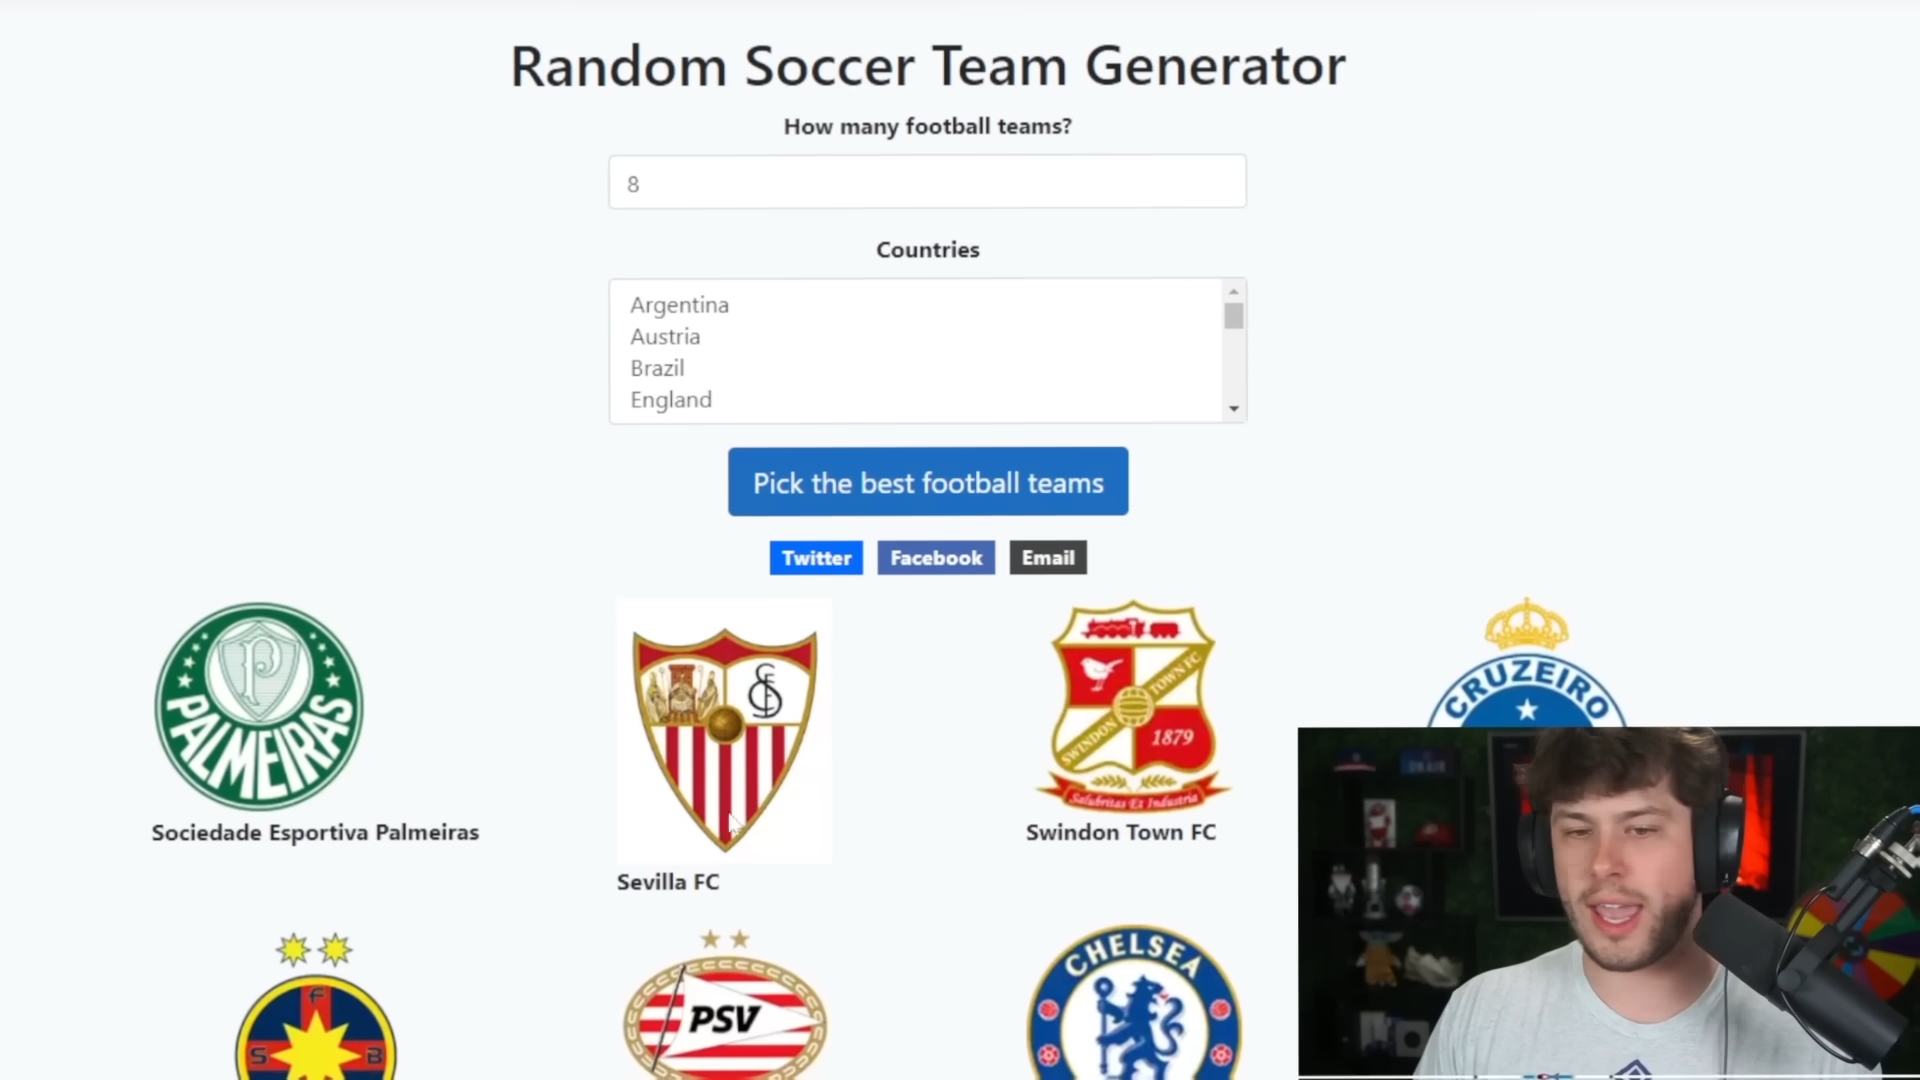 Random Soccer Team Generator
How many football teams?
8
Countries
Argentina
Austria
Brazil
England
Pick the best football teams
Twitter Facebook Email
PALMEIRAS
P
SWINDON TOWN FC
1879
Salubritas Et Industria
CRUZEIRO
Sociedade Esportiva Palmeiras
Swindon Town FC
Sevilla FC
F
S B
PSV
CHELSEA
ON AIR